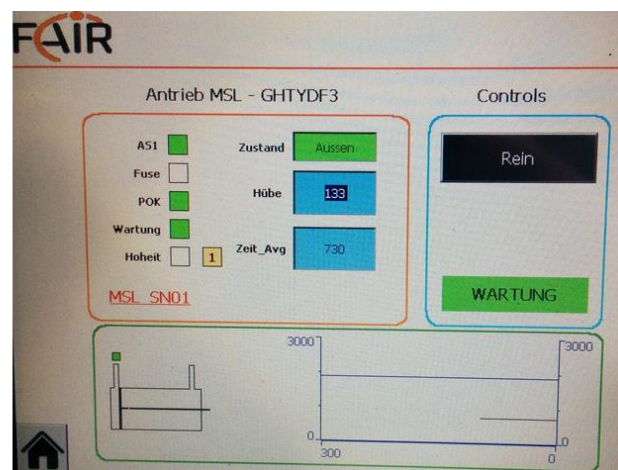 FAIR
Antrieb MSL - GHTYDF3
Controls
AS1
Fuse
POK
Wartung
Hoheit
1
Zustand
Aussen
Hübe
133
Zeit_Avg
730
MSL_SN01
Rein
WARTUNG
3000
3000
0
0
300
0